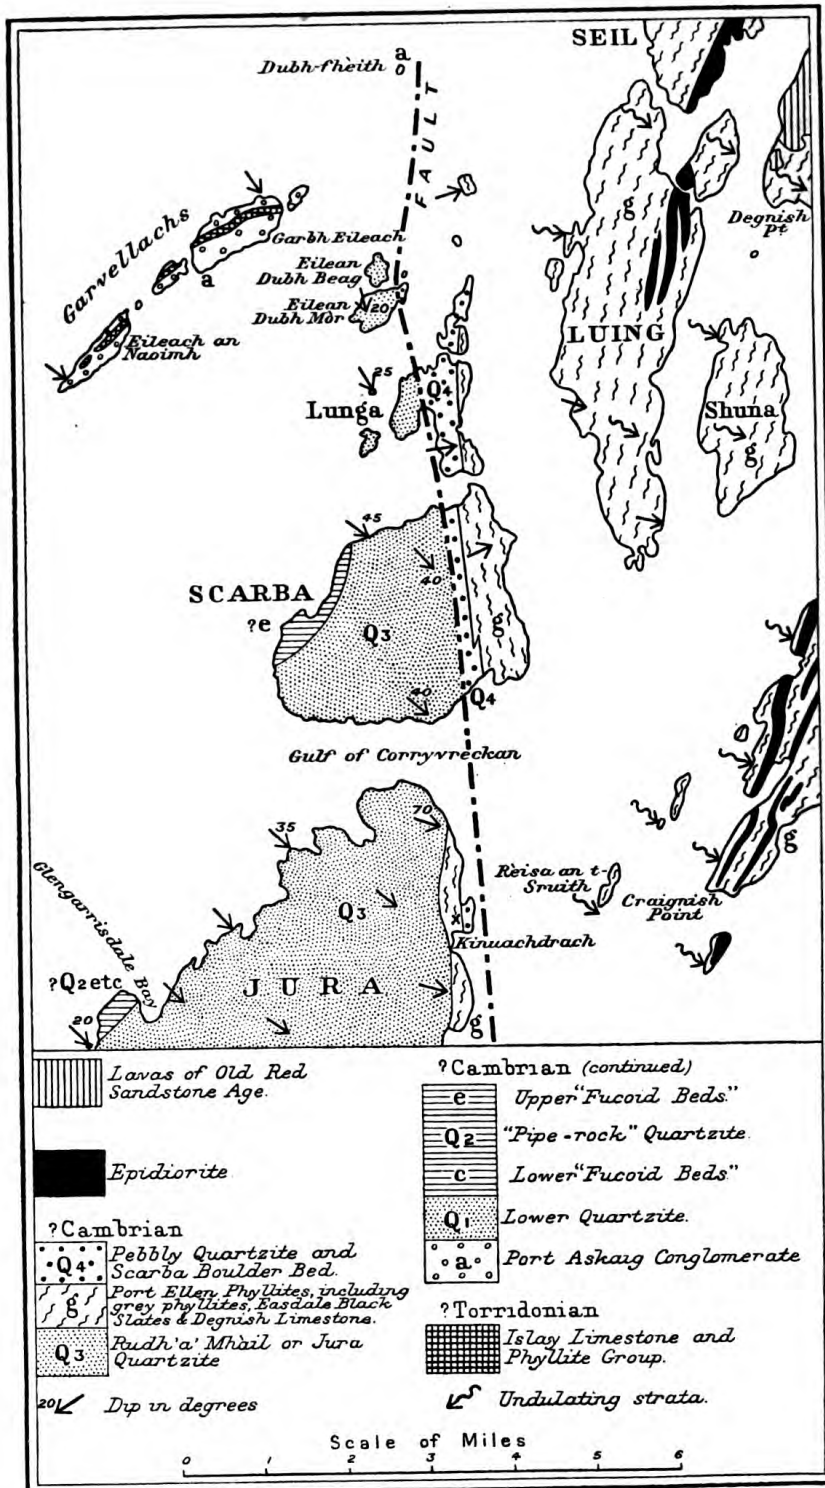 SEIL
a
Dubh-fhèith
FAULT
g
Degnish
Pt.
Garvellachs
Garbh Eileach
a
Eilean
Dubh Beag
Eilean
Dubh Mòr
20
Eileach an
Naoimh
LUING
25
Q4
Lunga
Shuna
g
45
40
SCARBA
?e
Q3
g
40
Q4
Gulf of Corryvreckan
70
35
g
Glengarrisdale Bay
Rèisa an t-
Sruith
Craignish
Point
Q3
x
Kinuachdrach
?Q2 etc
JURA
20
g
Lavas of Old Red
Sandstone Age.
Epidiorite
?Cambrian
Q4 Pebbly Quartzite and
Scarba Boulder Bed.
g Port Ellen Phyllites, including
grey phyllites, Easdale Black
Slates & Degnish Limestone.
Q3 Rudh'a' Mhàil or Jura
Quartzite
20 Dip in degrees
?Cambrian (continued)
e Upper "Fucoid Beds."
Q2 "Pipe-rock" Quartzite.
c Lower "Fucoid Beds"
Q1 Lower Quartzite.
a Port Askaig Conglomerate
?Torridonian
Islay Limestone and
Phyllite Group.
Undulating strata.
Scale of Miles
0 1 2 3 4 5 6